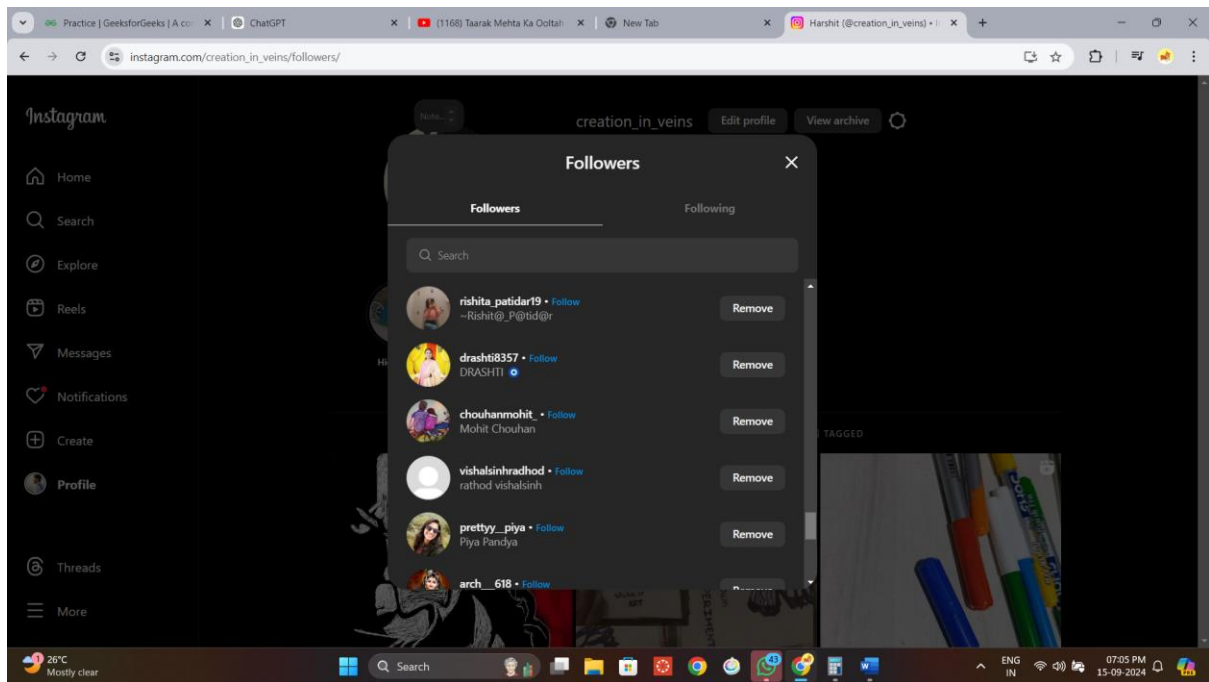 Practice | GeeksforGeeks | A co
ChatGPT
(1168) Taarak Mehta Ka Ooltah
New Tab
Harshit (@creation_in_veins) • I
instagram.com/creation_in_veins/followers/
Instagram
Note...
creation_in_veins Edit profile View archive
Followers
Followers Following
Search
Home
Search
Explore
Reels
Messages
Notifications
Create
Profile
Threads
More
rishita_patidar19 • Follow
~Rishit@_P@tid@r
Remove
drashti8357 • Follow
DRASHTI
Remove
chouhanmohit_ • Follow
Mohit Chouhan
Remove
vishalsinhradhod • Follow
rathod vishalsinh
Remove
prettyy__piya • Follow
Piya Pandya
Remove
arch__618 • Follow
Remove
TAGGED
26°C
Mostly clear
Search
43
ENG
IN
07:05 PM
15-09-2024